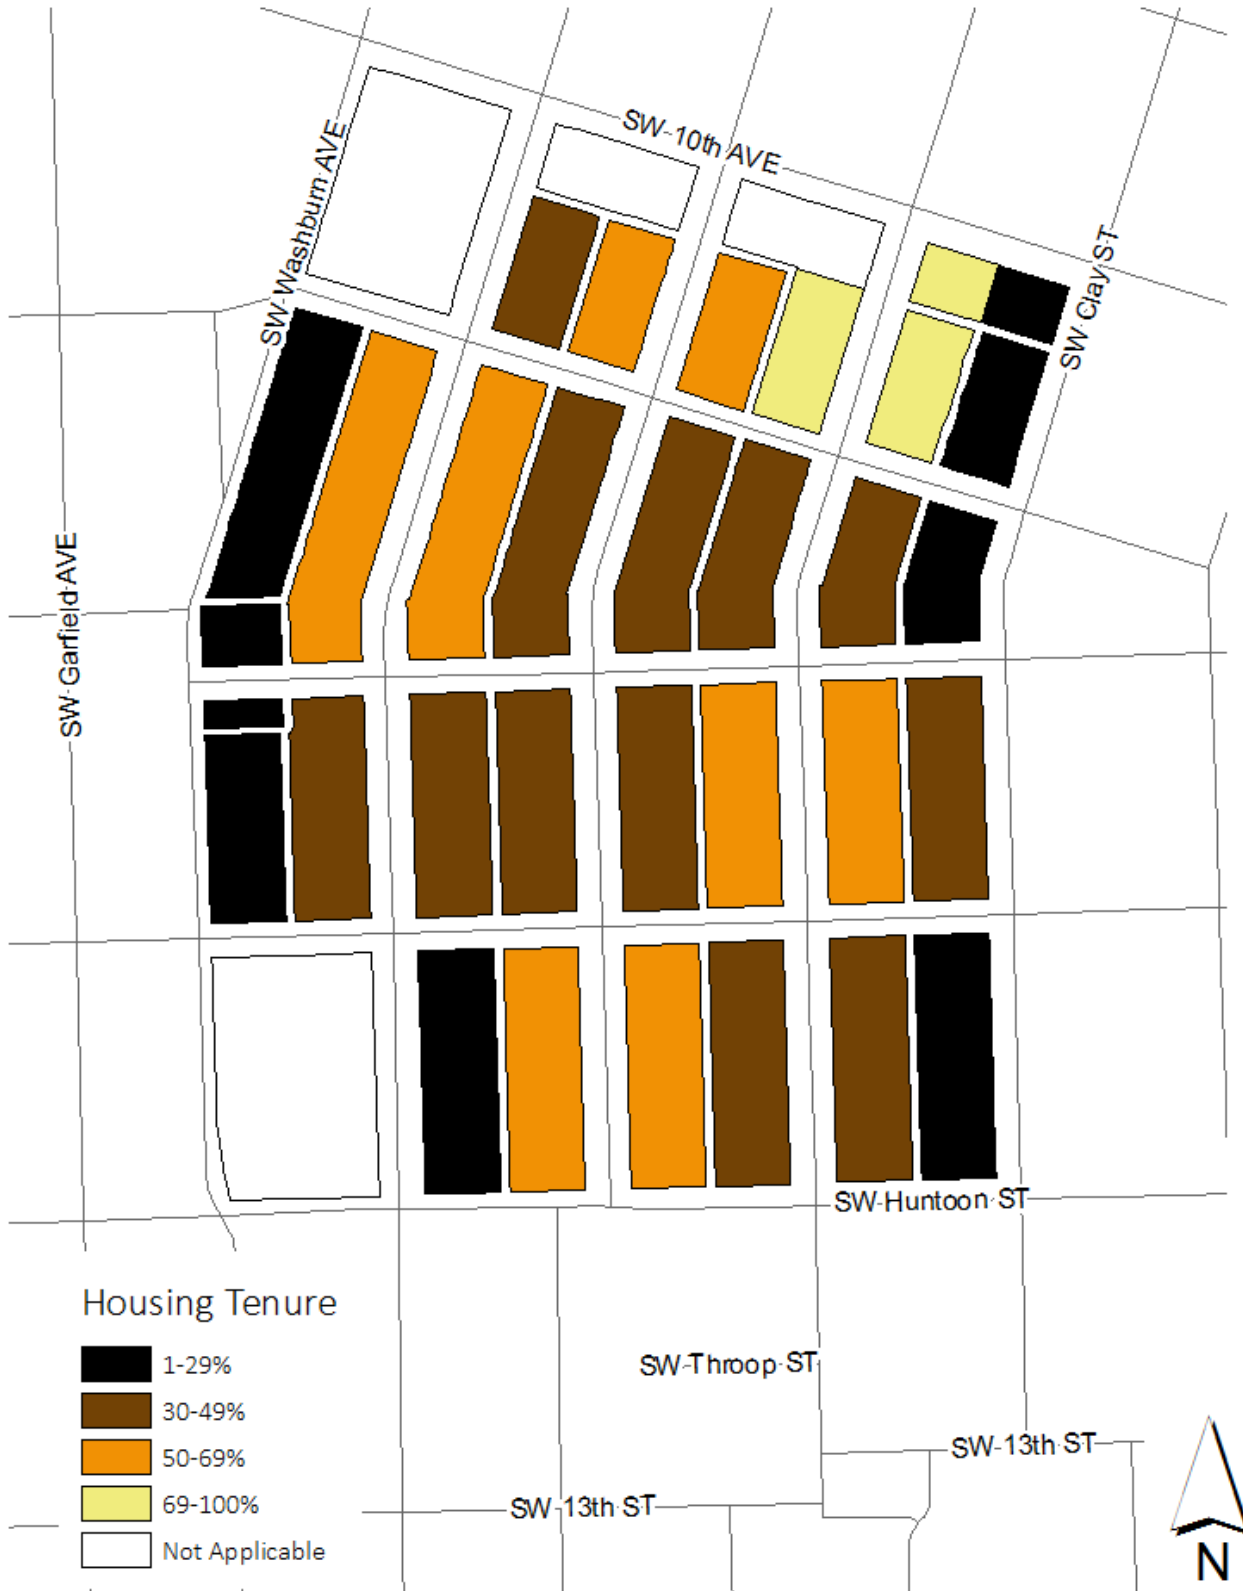 SW 10th AVE
SW Washburn AVE
SW Clay ST
SW Garfield AVE
SW Huntoon ST
Housing Tenure
1-29%
30-49%
50-69%
69-100%
Not Applicable
SW Throop ST
SW 13th ST
SW 13th ST
N